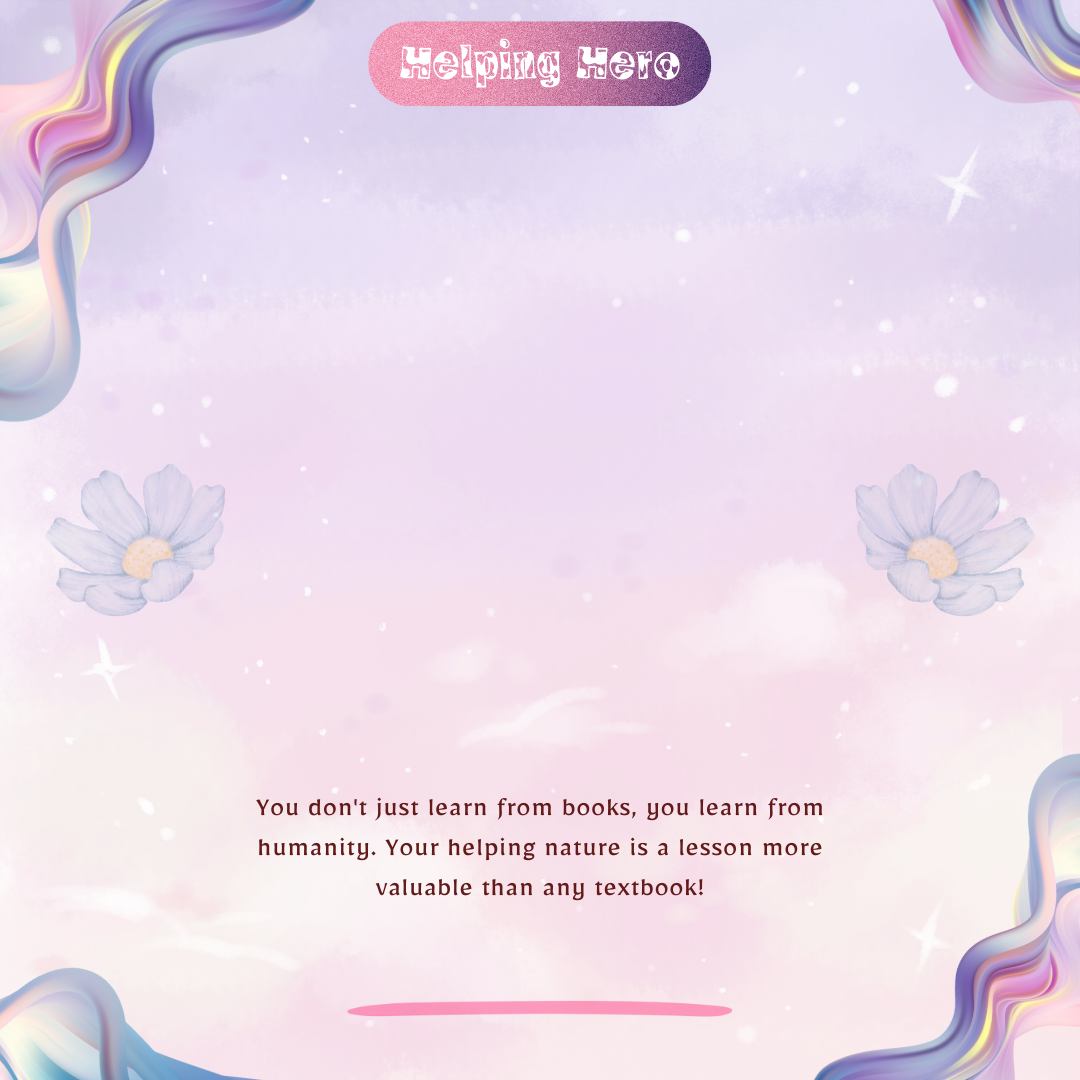 Helping Hero
You don't just learn from books, you learn from
humanity. Your helping nature is a lesson more
valuable than any textbook!